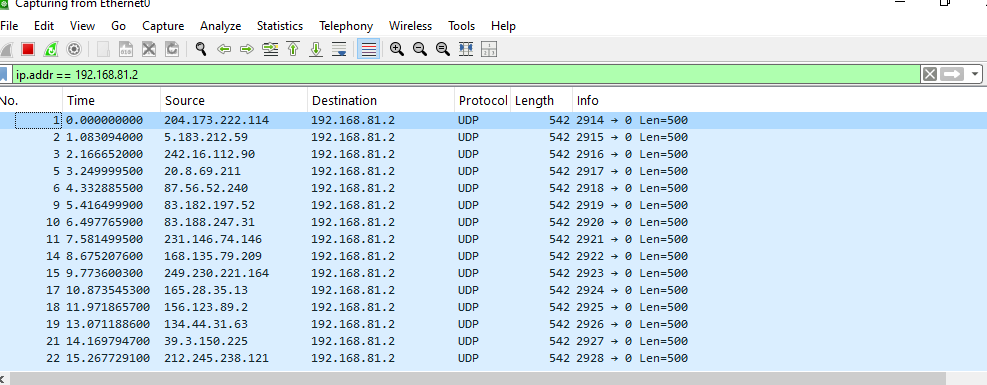 Capturing from Ethernet0
File Edit View Go Capture Analyze Statistics Telephony Wireless Tools Help
ip.addr == 192.168.81.2
No. Time Source Destination Protocol Length Info
1 0.000000000 204.173.222.114 192.168.81.2 UDP 542 2914 → 0 Len=500
2 1.083094000 5.183.212.59 192.168.81.2 UDP 542 2915 → 0 Len=500
3 2.166652000 242.16.112.90 192.168.81.2 UDP 542 2916 → 0 Len=500
5 3.249999500 20.8.69.211 192.168.81.2 UDP 542 2917 → 0 Len=500
6 4.332885500 87.56.52.240 192.168.81.2 UDP 542 2918 → 0 Len=500
9 5.416499900 83.182.197.52 192.168.81.2 UDP 542 2919 → 0 Len=500
10 6.497765900 83.188.247.31 192.168.81.2 UDP 542 2920 → 0 Len=500
11 7.581499500 231.146.74.146 192.168.81.2 UDP 542 2921 → 0 Len=500
14 8.675207600 168.135.79.209 192.168.81.2 UDP 542 2922 → 0 Len=500
15 9.773600300 249.230.221.164 192.168.81.2 UDP 542 2923 → 0 Len=500
17 10.873545300 165.28.35.13 192.168.81.2 UDP 542 2924 → 0 Len=500
18 11.971865700 156.123.89.2 192.168.81.2 UDP 542 2925 → 0 Len=500
19 13.071188600 134.44.31.63 192.168.81.2 UDP 542 2926 → 0 Len=500
21 14.169794700 39.3.150.225 192.168.81.2 UDP 542 2927 → 0 Len=500
22 15.267729100 212.245.238.121 192.168.81.2 UDP 542 2928 → 0 Len=500